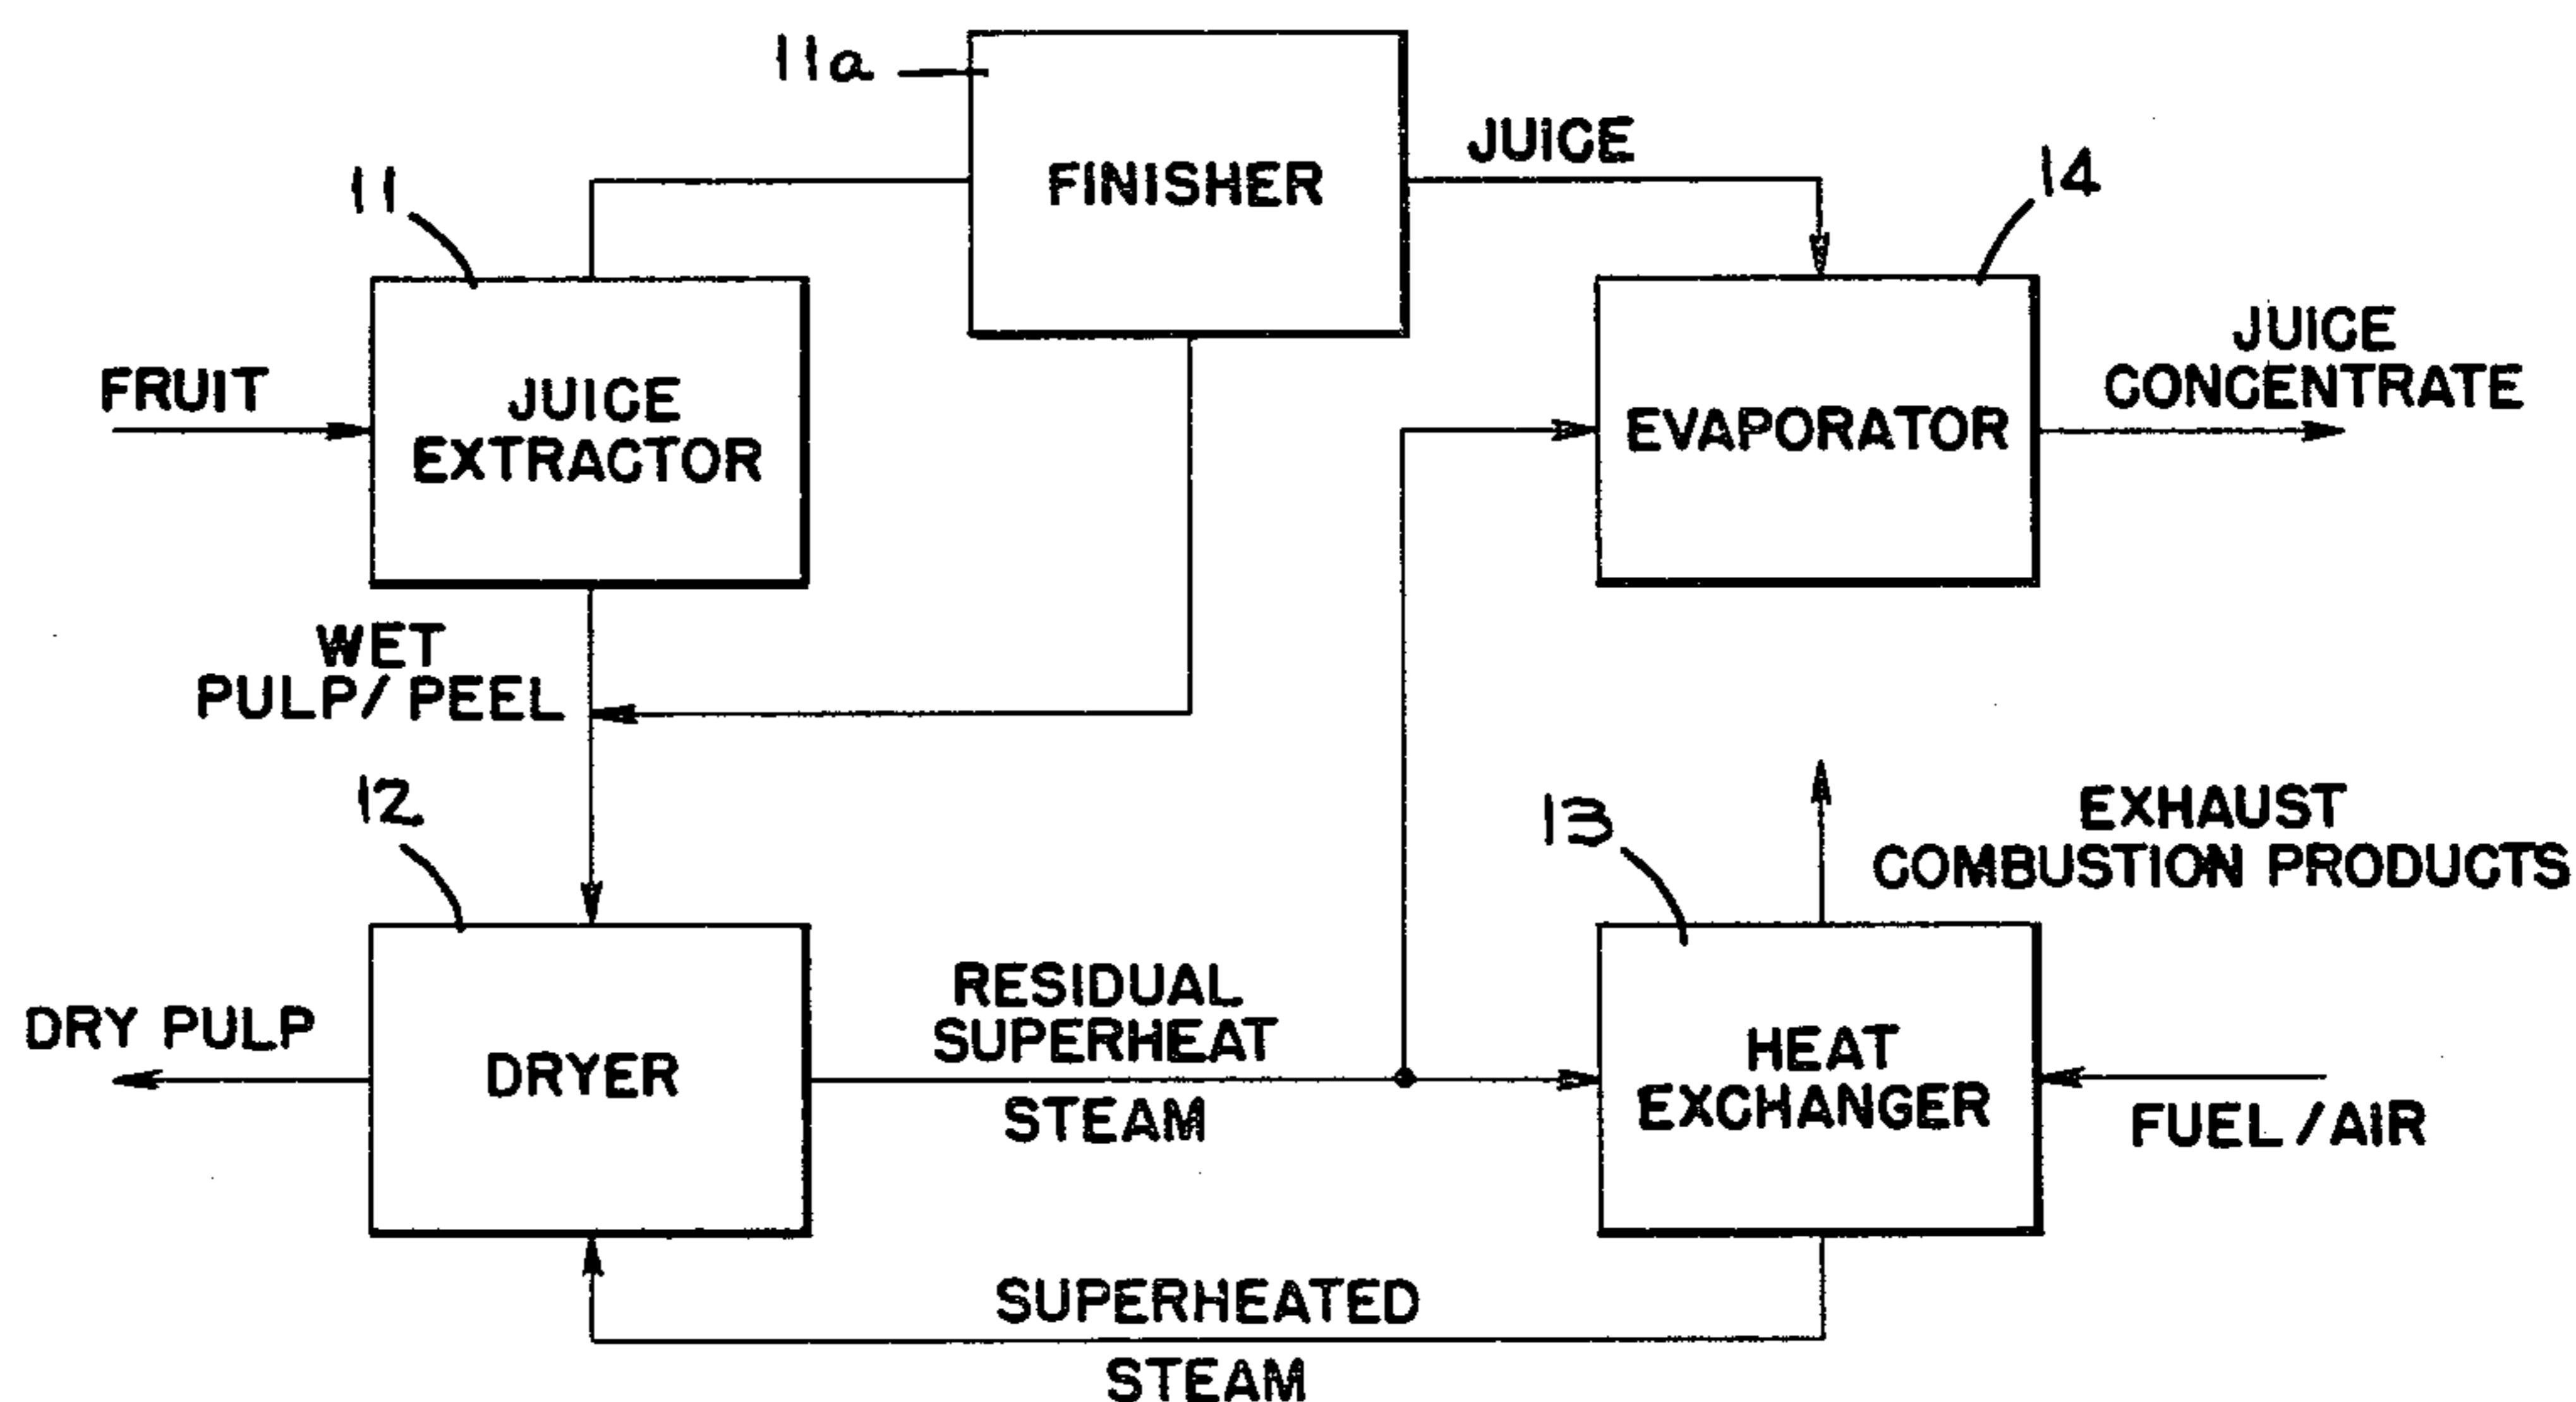 11a
FINISHER
JUICE
11
14
FRUIT
JUICE
EXTRACTOR
EVAPORATOR
JUICE
CONCENTRATE
WET
PULP/PEEL
12
13
EXHAUST
COMBUSTION PRODUCTS
DRY PULP
DRYER
RESIDUAL
SUPERHEAT
STEAM
HEAT
EXCHANGER
FUEL/AIR
SUPERHEATED
STEAM